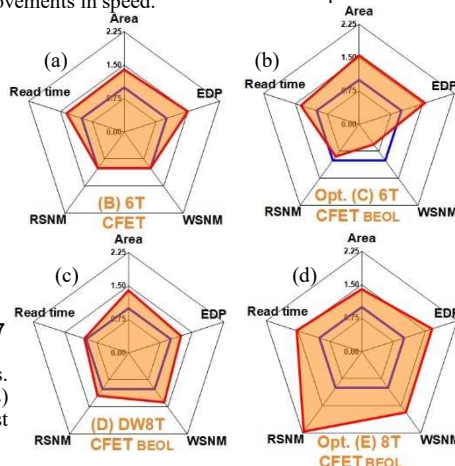 ovements in speed.
(a)
Area
2.25
1.50
0.75
0.00
Read time
EDP
RSNM
WSNM
(B) 6T
CFET
(b)
Area
2.25
1.50
0.75
0.00
Read time
EDP
RSNM
WSNM
Opt. (C) 6T
CFET BEOL
(c)
Area
2.25
1.50
0.75
0.00
Read time
EDP
RSNM
WSNM
(D) DW8T
CFET BEOL
(d)
Area
2.25
1.50
0.75
0.00
Read time
EDP
RSNM
WSNM
Opt. (E) 8T
CFET BEOL
7
s.
)
st